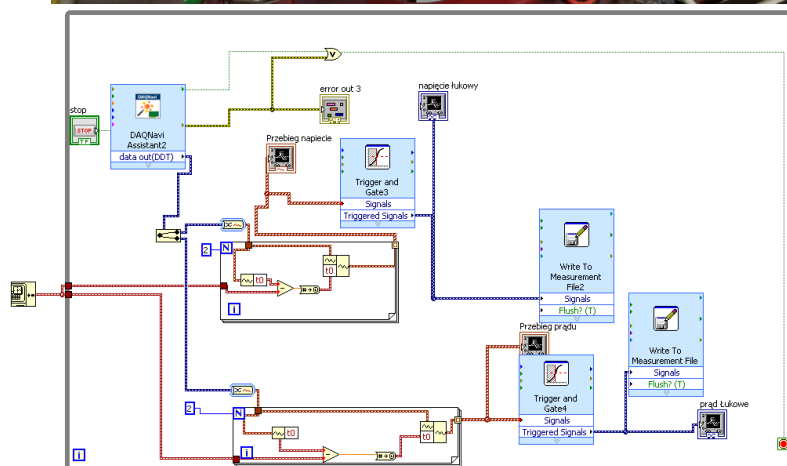 error out 3
napięcie łukowy
stop
STOP
DAQNavi
DAQNavi
Assistant2
data out(DDT)
Przebieg napiecie
Trigger and
Gate3
Signals
Triggered Signals
2
N
t0
t0
i
Write To
Measurement
File2
Signals
Flush? (T)
Przebieg prądu
Write To
Measurement File
Signals
Flush? (T)
Trigger and
Gate4
Signals
Triggered Signals
prąd Łukowe
2
N
t0
t0
i
i